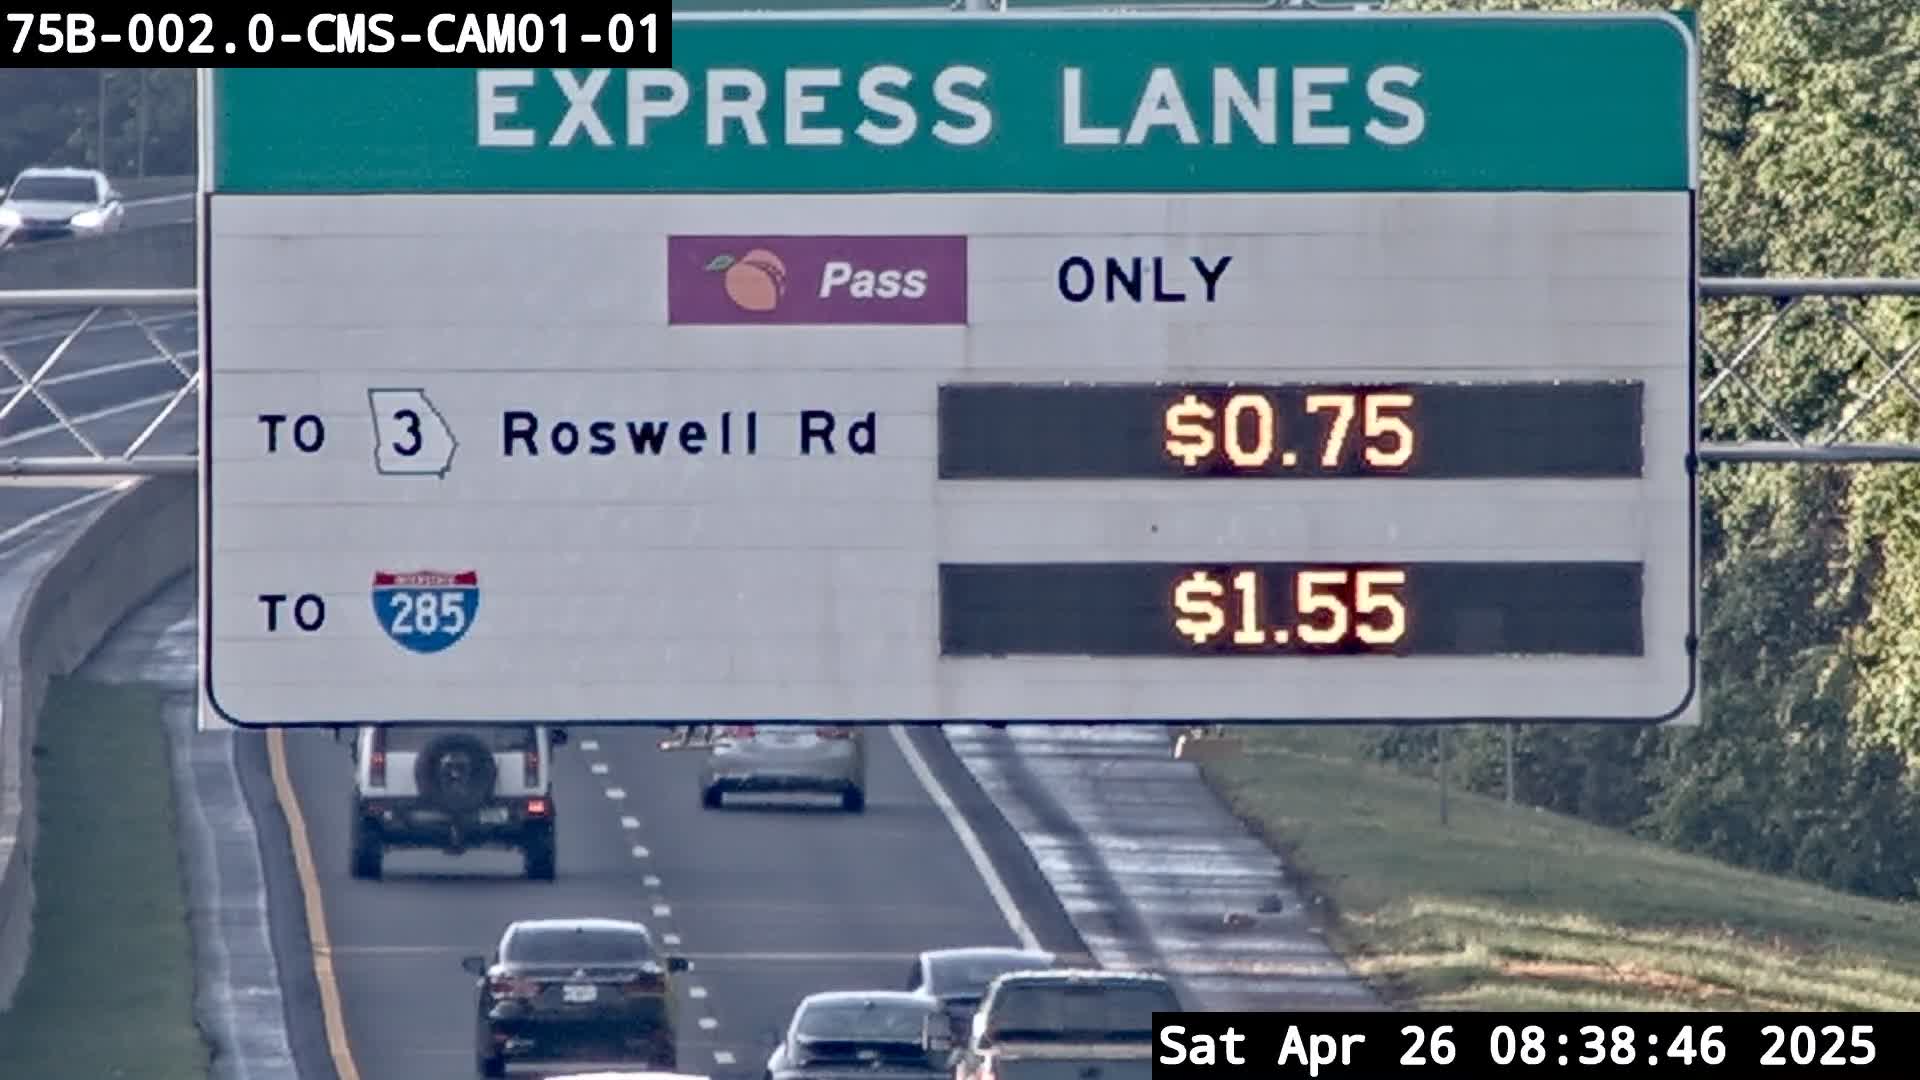 75B-002.0-CMS-CAM01-01
EXPRESS LANES
Pass ONLY
TO 3 Roswell Rd $0.75
INTERSTATE
TO 285 $1.55
Sat Apr 26 08:38:46 2025